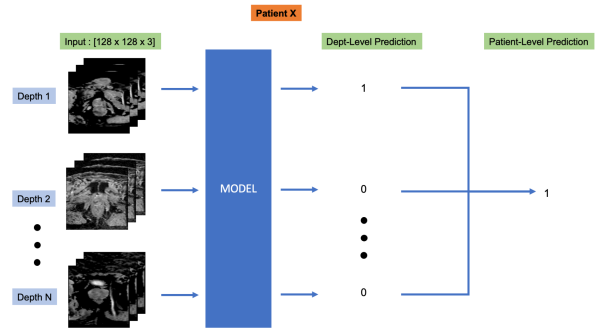 Patient X
Input : [128 x 128 x 3]
Dept-Level Prediction
Patient-Level Prediction
Depth 1
1
Depth 2
MODEL
0
1
Depth N
0